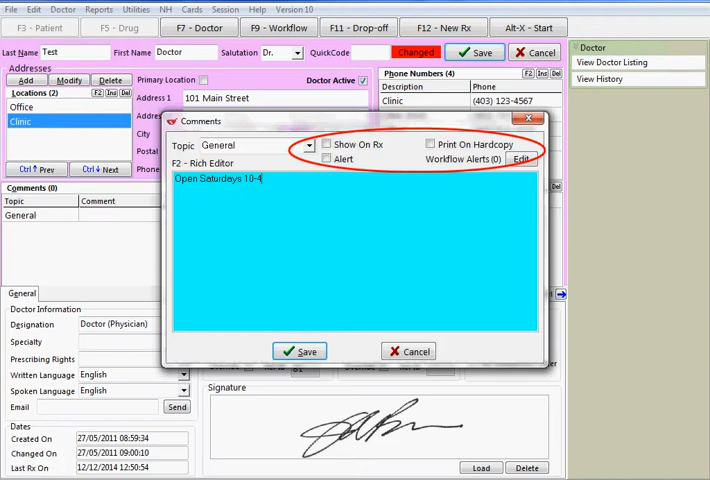 File Edit Doctor Reports Utilities NH Cards Session Help Version 10
F3 - Patient F5 - Drug F7 - Doctor F9 - Workflow F11 - Drop-off F12 - New Rx Alt-X - Start
Last Name Test First Name Doctor Salutation Dr. QuickCode Changed Save Cancel
Doctor
View Doctor Listing
View History
Addresses
Add Modify Delete
Primary Location Doctor Active
Locations (2) F2 Ins Del
Office
Clinic
Address 1 101 Main Street
Address
City
Postal
Phone
Ctrl Prev Ctrl Next
Phone Numbers (4) F2 Ins Del
Description Phone
Clinic (403) 123-4567
Comments
Topic General
Show On Rx Print On Hardcopy
Alert Workflow Alerts (0) Edit
F2 - Rich Editor
Open Saturdays 10-4
Save Cancel
Comments (0)
Topic Comment
General
Del
General
Doctor Information
Designation Doctor (Physician)
Specialty
Prescribing Rights
Written Language English
Spoken Language English
Email Send
Dates
Created On 27/05/2011 08:59:34
Changed On 27/05/2011 09:00:10
Last Rx On 12/12/2014 12:50:54
Signature
Load Delete